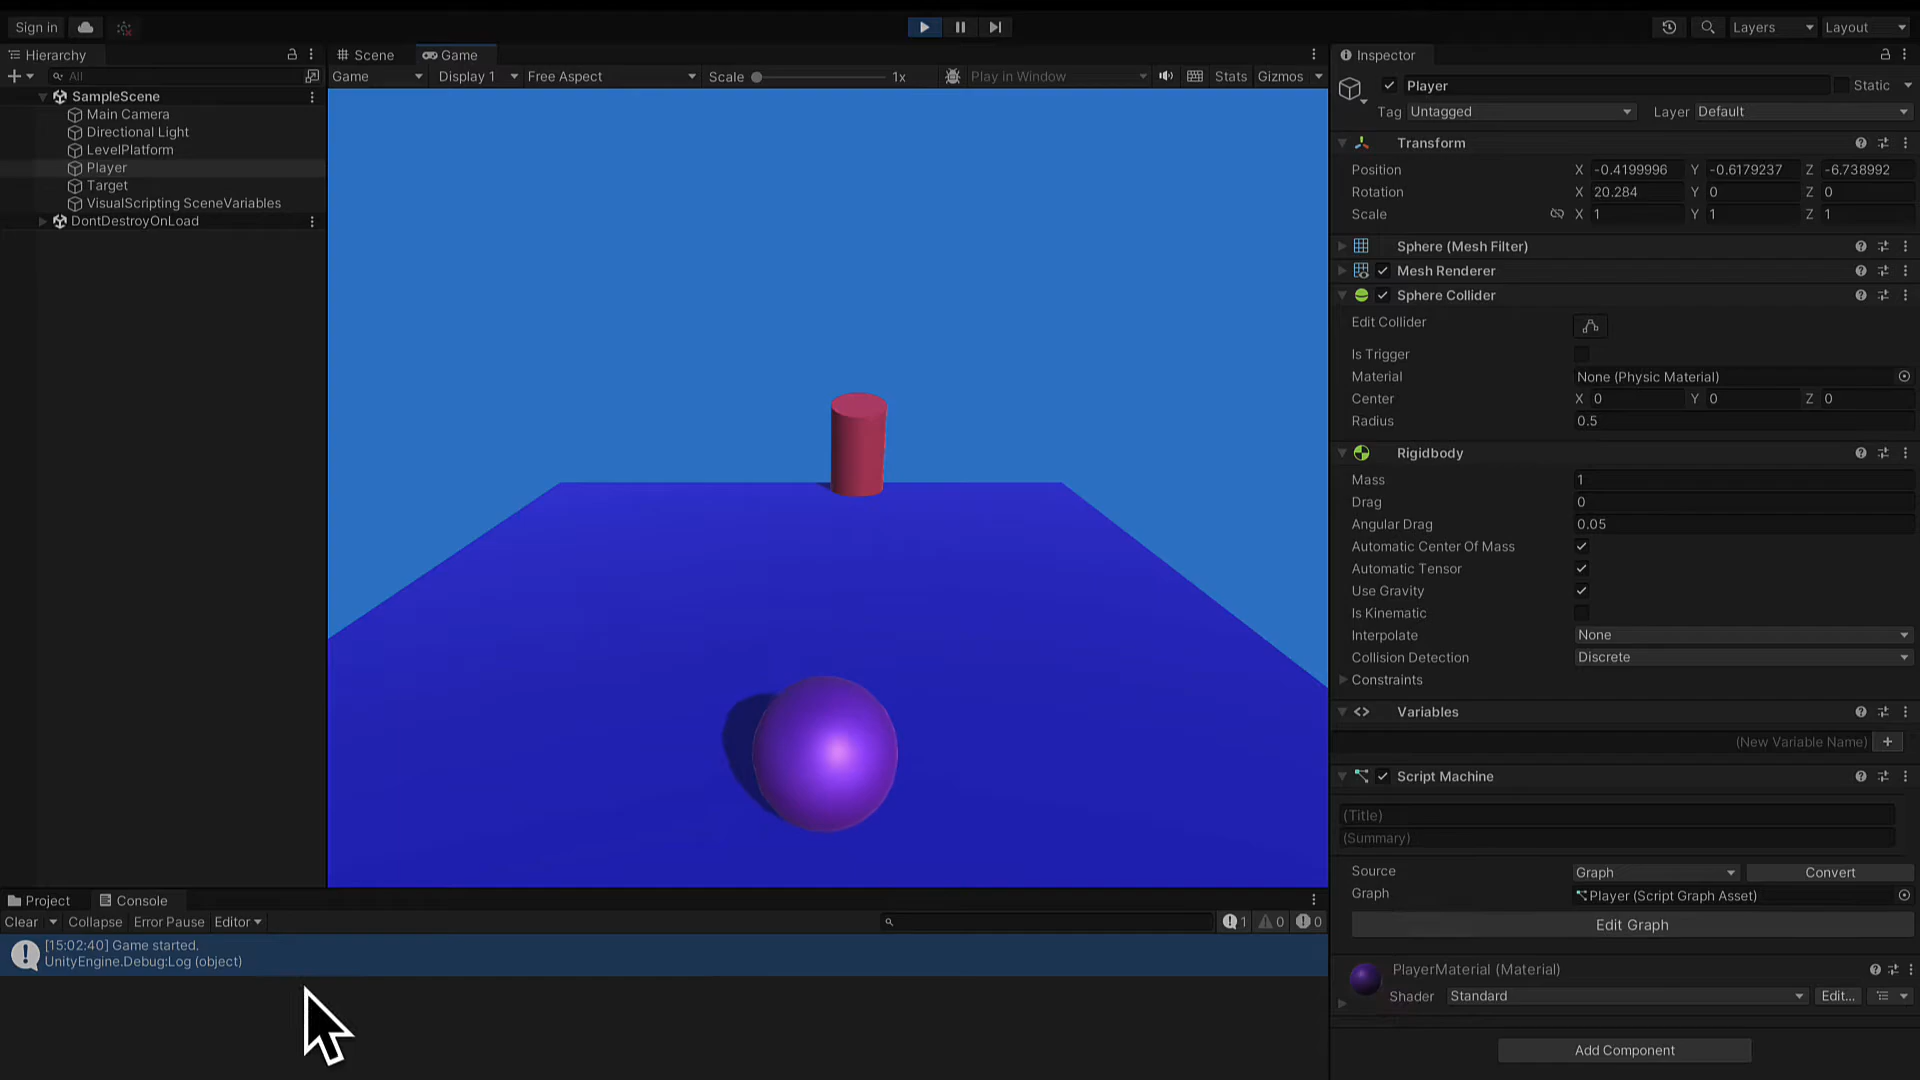 Sign in
Layers
Layout
Hierarchy
Scene
Game
Inspector
All
Game
Display 1
Free Aspect
Scale
1x
Play in Window
Stats
Gizmos
SampleScene
Main Camera
Directional Light
LevelPlatform
Player
Target
VisualScripting SceneVariables
DontDestroyOnLoad
Player
Static
Tag Untagged
Layer Default
Transform
Position X -0.4199996 Y -0.6179237 Z -6.738992
Rotation X 20.284 Y 0 Z 0
Scale X 1 Y 1 Z 1
Sphere (Mesh Filter)
Mesh Renderer
Sphere Collider
Edit Collider
Is Trigger
Material None (Physic Material)
Center X 0 Y 0 Z 0
Radius 0.5
Rigidbody
Mass 1
Drag 0
Angular Drag 0.05
Automatic Center Of Mass
Automatic Tensor
Use Gravity
Is Kinematic
Interpolate None
Collision Detection Discrete
Constraints
Variables
(New Variable Name) +
Script Machine
(Title)
(Summary)
Source Graph Convert
Graph Player (Script Graph Asset)
Edit Graph
PlayerMaterial (Material)
Shader Standard Edit...
Add Component
Project
Console
Clear
Collapse
Error Pause
Editor
1
0
0
[15:02:40] Game started.
UnityEngine.Debug:Log (object)